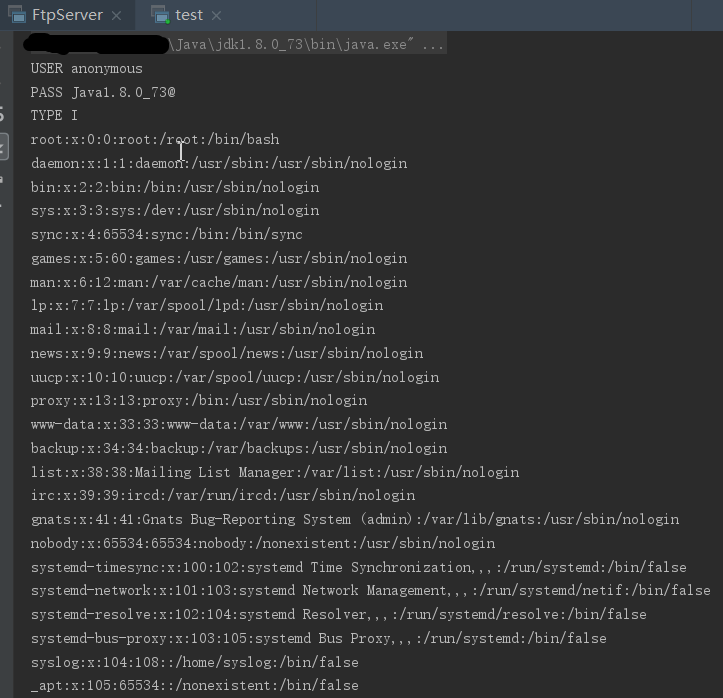 FtpServer test
\Java\jdk1.8.0_73\bin\java.exe" ...
USER anonymous
PASS Java1.8.0_73@
TYPE I
root:x:0:0:root:/root:/bin/bash
daemon:x:1:1:daemon:/usr/sbin:/usr/sbin/nologin
bin:x:2:2:bin:/bin:/usr/sbin/nologin
sys:x:3:3:sys:/dev:/usr/sbin/nologin
sync:x:4:65534:sync:/bin:/bin/sync
games:x:5:60:games:/usr/games:/usr/sbin/nologin
man:x:6:12:man:/var/cache/man:/usr/sbin/nologin
lp:x:7:7:lp:/var/spool/lpd:/usr/sbin/nologin
mail:x:8:8:mail:/var/mail:/usr/sbin/nologin
news:x:9:9:news:/var/spool/news:/usr/sbin/nologin
uucp:x:10:10:uucp:/var/spool/uucp:/usr/sbin/nologin
proxy:x:13:13:proxy:/bin:/usr/sbin/nologin
www-data:x:33:33:www-data:/var/www:/usr/sbin/nologin
backup:x:34:34:backup:/var/backups:/usr/sbin/nologin
list:x:38:38:Mailing List Manager:/var/list:/usr/sbin/nologin
irc:x:39:39:ircd:/var/run/ircd:/usr/sbin/nologin
gnats:x:41:41:Gnats Bug-Reporting System (admin):/var/lib/gnats:/usr/sbin/nologin
nobody:x:65534:65534:nobody:/nonexistent:/usr/sbin/nologin
systemd-timesync:x:100:102:systemd Time Synchronization,,,:/run/systemd:/bin/false
systemd-network:x:101:103:systemd Network Management,,,:/run/systemd/netif:/bin/false
systemd-resolve:x:102:104:systemd Resolver,,,:/run/systemd/resolve:/bin/false
systemd-bus-proxy:x:103:105:systemd Bus Proxy,,,:/run/systemd:/bin/false
syslog:x:104:108::/home/syslog:/bin/false
_apt:x:105:65534::/nonexistent:/bin/false